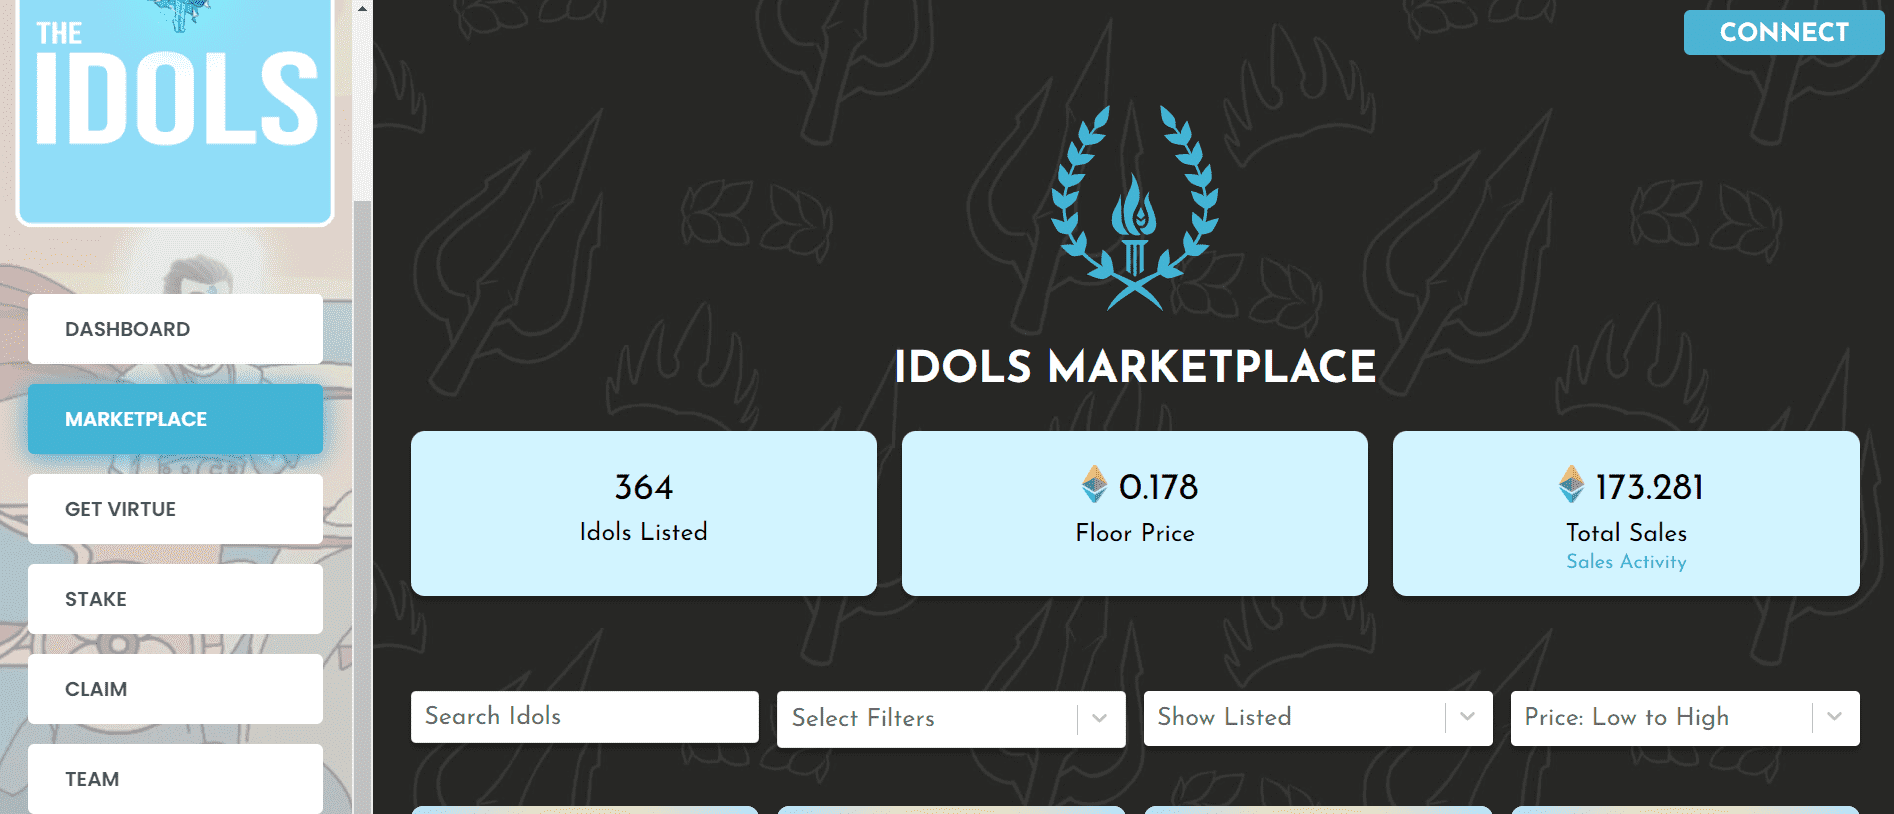 THE
IDOLS
DASHBOARD
MARKETPLACE
GET VIRTUE
STAKE
CLAIM
TEAM
CONNECT
IDOLS MARKETPLACE
364
Idols Listed
0.178
Floor Price
173.281
Total Sales
Sales Activity
Search Idols
Select Filters
Show Listed
Price: Low to High